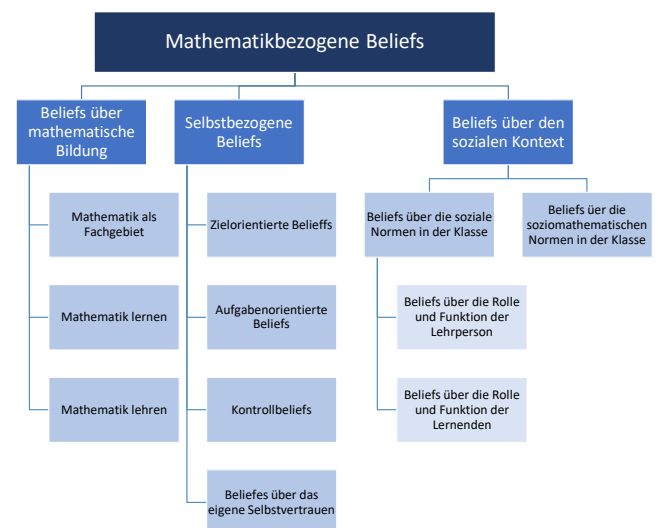 Mathematikbezogene Beliefs
Beliefs über
mathematische
Bildung
Mathematik als
Fachgebiet
Mathematik lernen
Mathematik lehren
Selbstbezogene
Beliefs
Zielorientierte Belieffs
Aufgabenorientierte
Beliefs
Kontrollbeliefs
Beliefes über das
eigene Selbstvertrauen
Beliefs über den
sozialen Kontext
Beliefs über die soziale
Normen in der Klasse
Beliefs über die Rolle
und Funktion der
Lehrperson
Beliefs über die Rolle
und Funktion der
Lernenden
Beliefs üer die
soziomathematischen
Normen in der Klasse